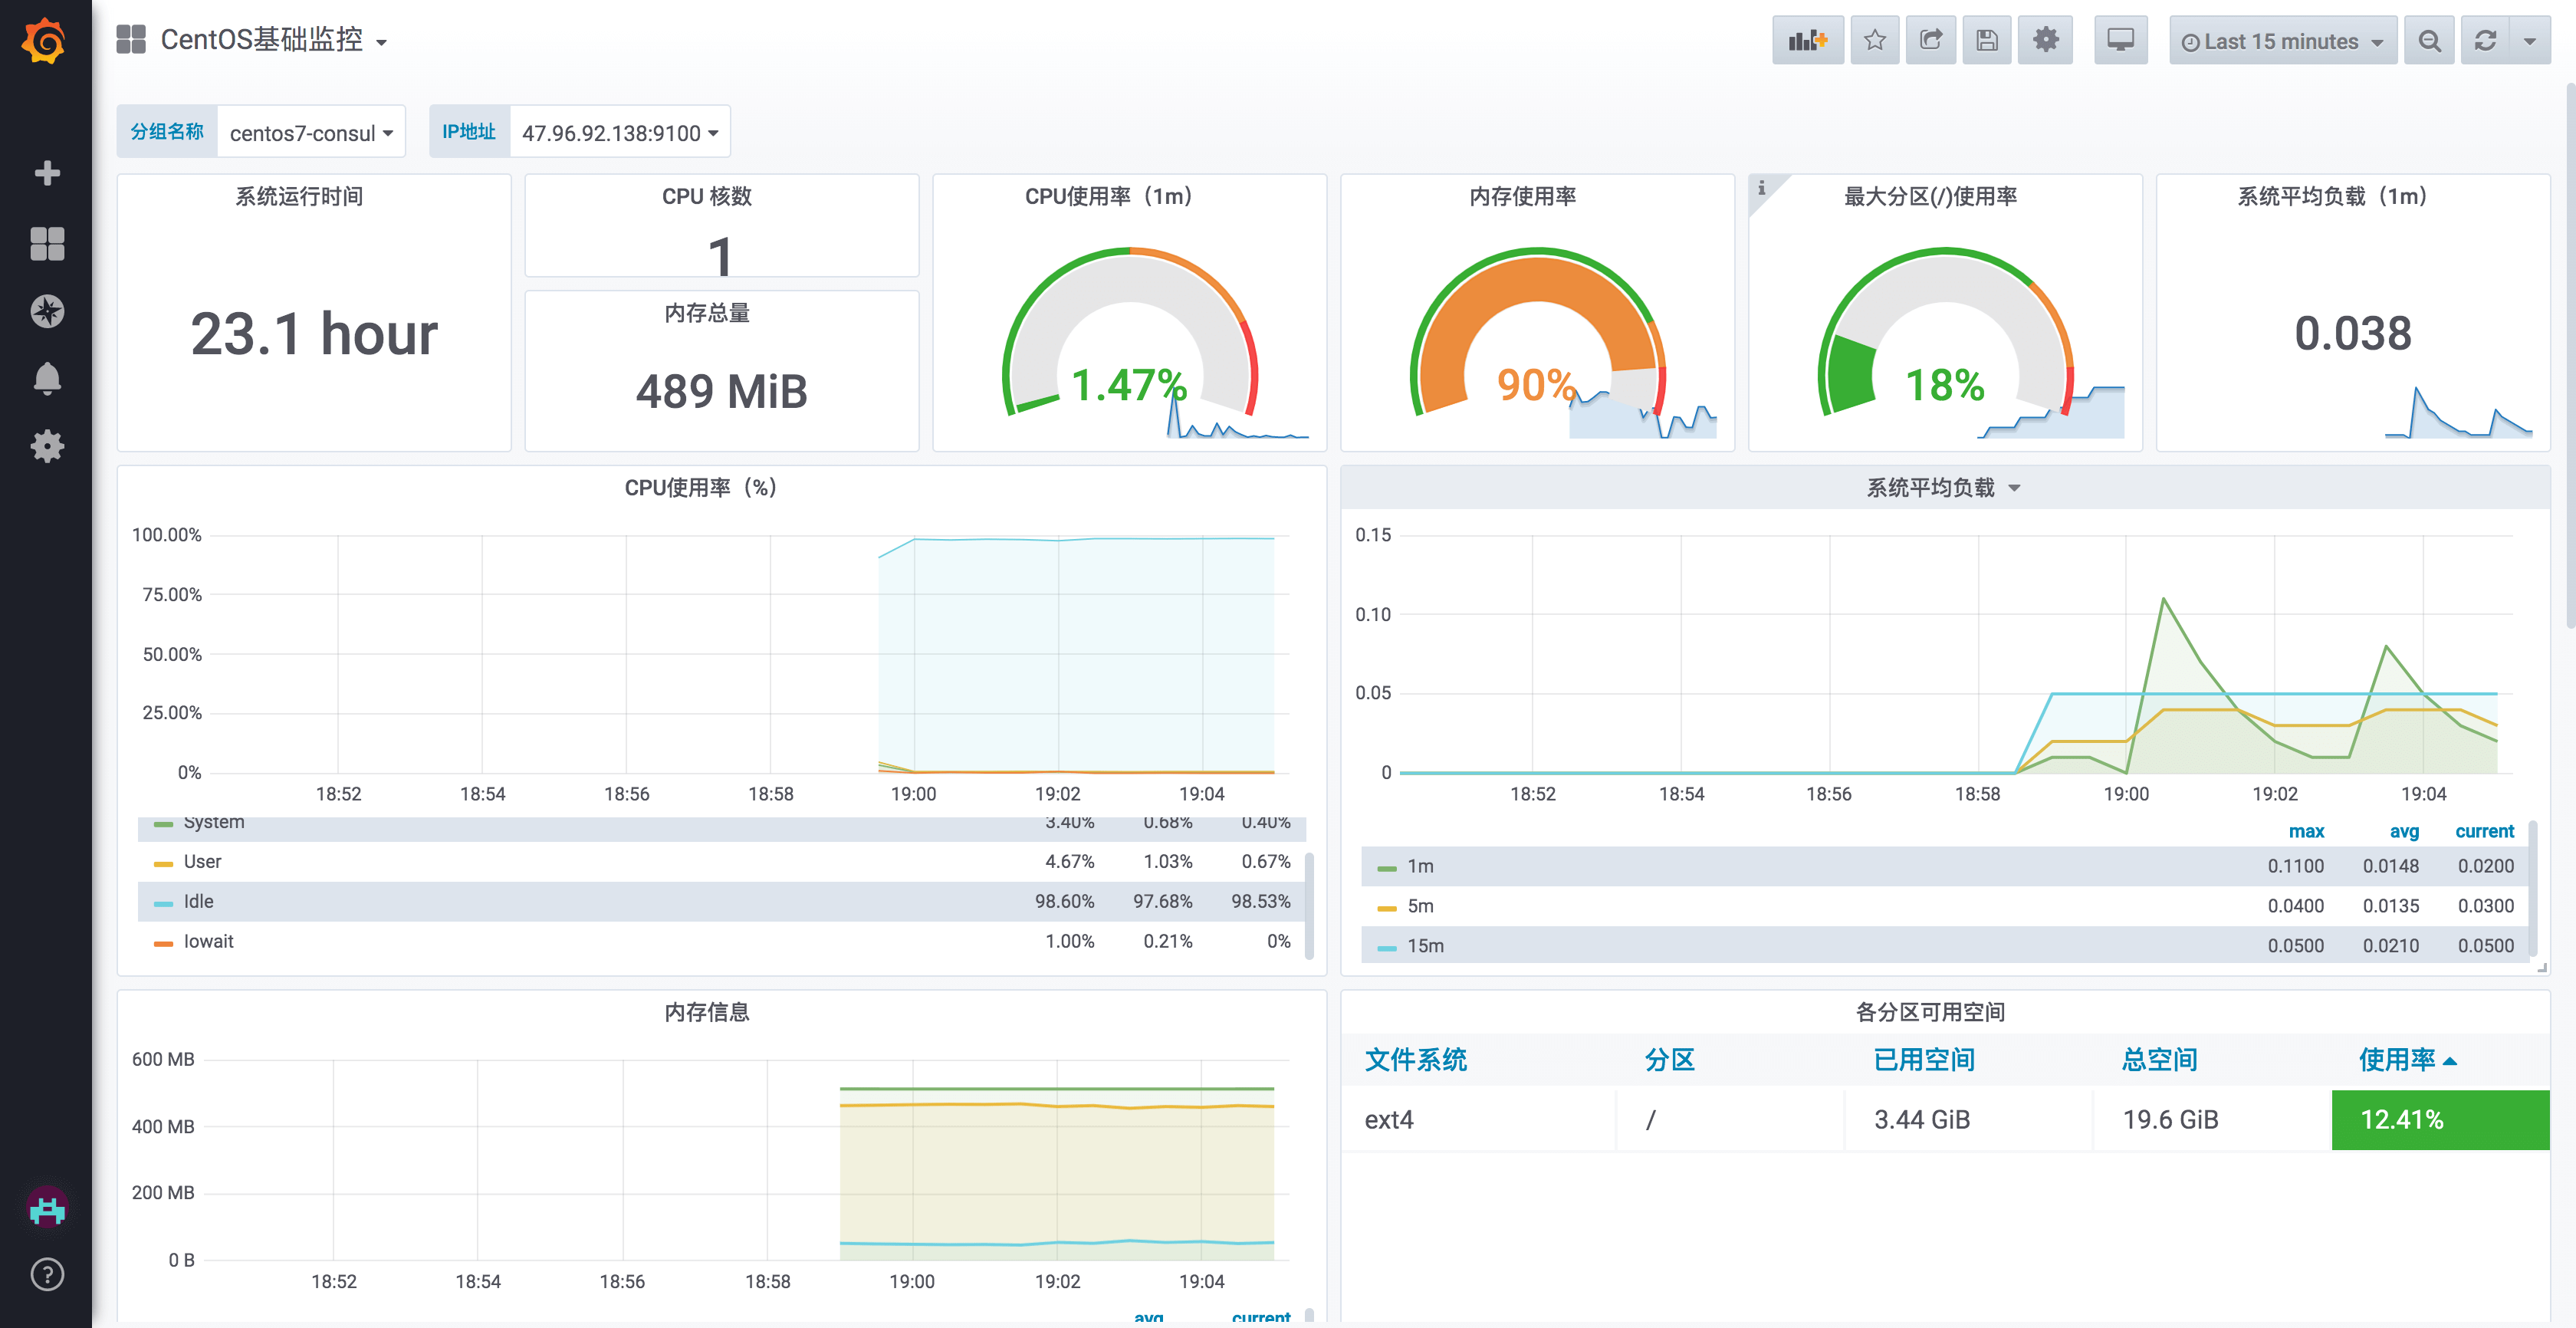 CentOS基础监控
Last 15 minutes
分组名称 centos7-consul
IP地址 47.96.92.138:9100
系统运行时间
23.1 hour
CPU 核数
1
内存总量
489 MiB
CPU使用率（1m）
1.47%
内存使用率
90%
i
最大分区(/)使用率
18%
系统平均负载（1m）
0.038
CPU使用率（%）
100.00%
75.00%
50.00%
25.00%
0%
18:52 18:54 18:56 18:58 19:00 19:02 19:04
System 3.40% 0.68% 0.40%
User 4.67% 1.03% 0.67%
Idle 98.60% 97.68% 98.53%
Iowait 1.00% 0.21% 0%
系统平均负载
0.15
0.10
0.05
0
18:52 18:54 18:56 18:58 19:00 19:02 19:04
max avg current
1m 0.1100 0.0148 0.0200
5m 0.0400 0.0135 0.0300
15m 0.0500 0.0210 0.0500
内存信息
600 MB
400 MB
200 MB
0 B
18:52 18:54 18:56 18:58 19:00 19:02 19:04
avg current
各分区可用空间
文件系统 分区 已用空间 总空间 使用率
ext4 / 3.44 GiB 19.6 GiB 12.41%
?